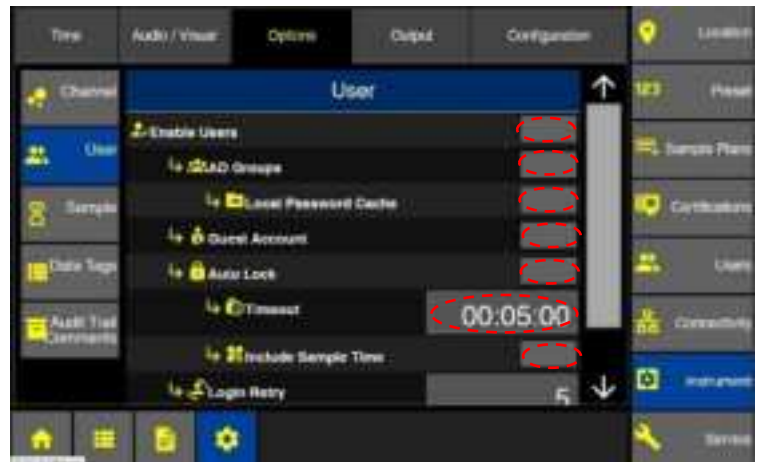 Time
Audio / Visual
Options
Output
Configuration
Location
Channel
User
123
Preset
Enable Users
User
AD Groups
Sample Plans
Local Password Cache
Sample
Certifications
Guest Account
Data Tags
Auto Lock
Users
Timeout
00:05:00
Audit Trail
Comments
Connectivity
Include Sample Time
Login Retry
5
Instrument
Service